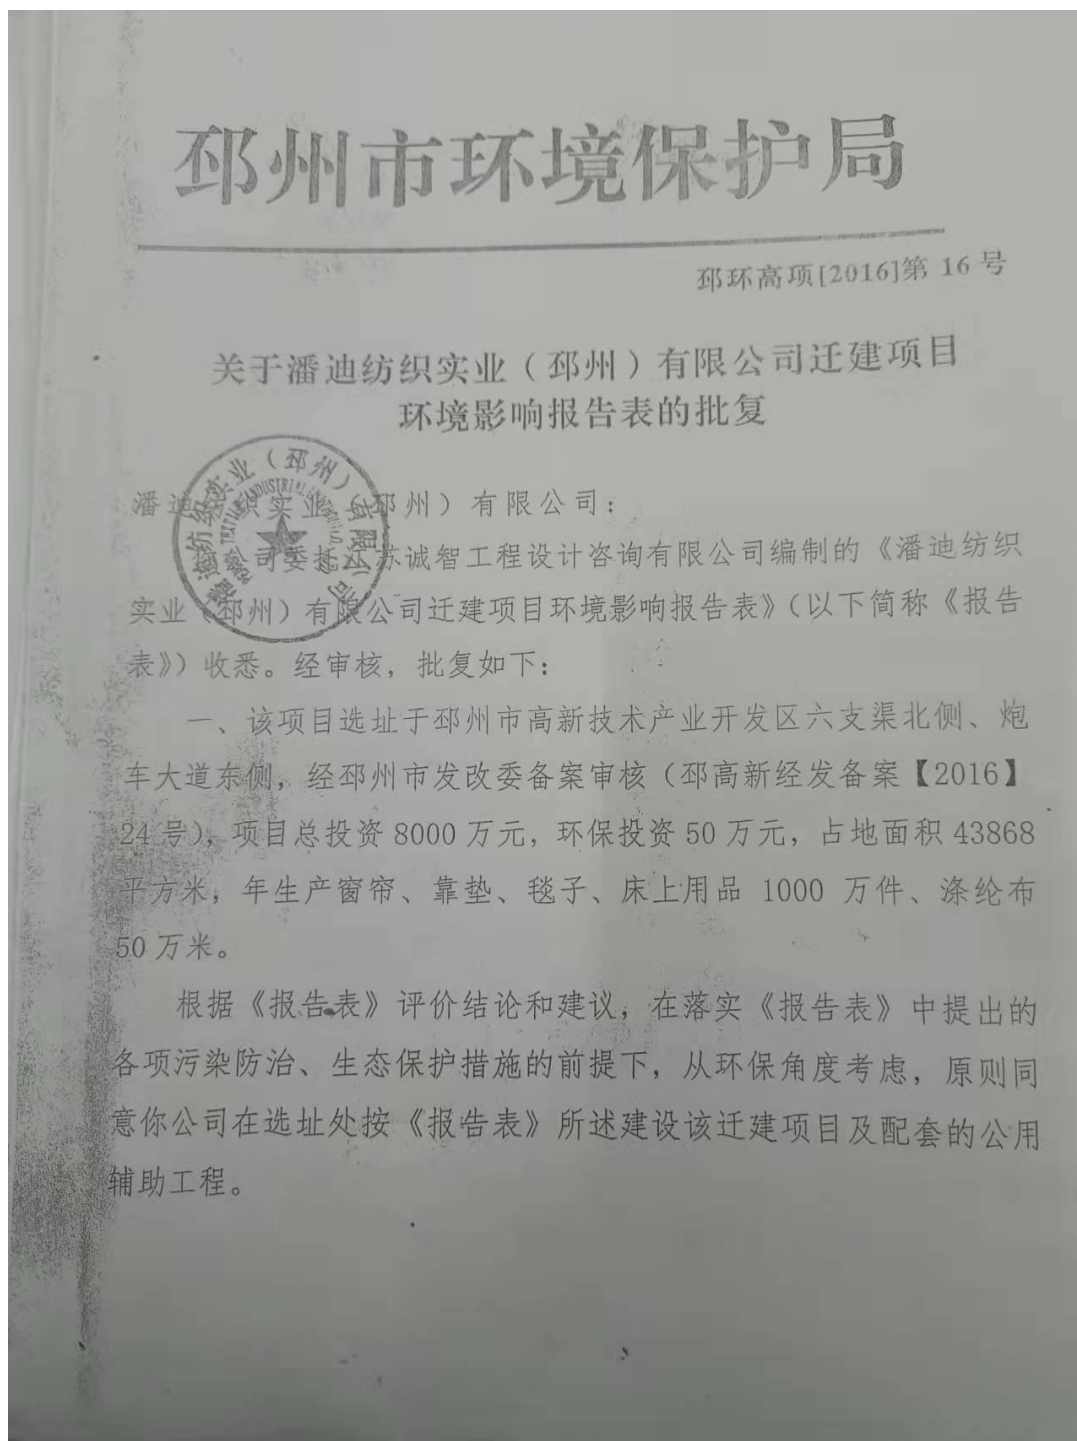 邳州市环境保护局
邳环高项[2016]第 16 号
关于潘迪纺织实业（邳州）有限公司迁建项目
环境影响报告表的批复
潘迪纺织实业（邳州）有限公司：
公司委托江苏诚智工程设计咨询有限公司编制的《潘迪纺织
实业（邳州）有限公司迁建项目环境影响报告表》（以下简称《报告
表》）收悉。经审核，批复如下：
一、该项目选址于邳州市高新技术产业开发区六支渠北侧、炮
车大道东侧，经邳州市发改委备案审核（邳高新经发备案【2016】
24 号），项目总投资 8000 万元，环保投资 50 万元，占地面积 43868
平方米，年生产窗帘、靠垫、毯子、床上用品 1000 万件、涤纶布
50 万米。
根据《报告表》评价结论和建议，在落实《报告表》中提出的
各项污染防治、生态保护措施的前提下，从环保角度考虑，原则同
意你公司在选址处按《报告表》所述建设该迁建项目及配套的公用
辅助工程。
潘迪纺织实业（邳州）有限公司